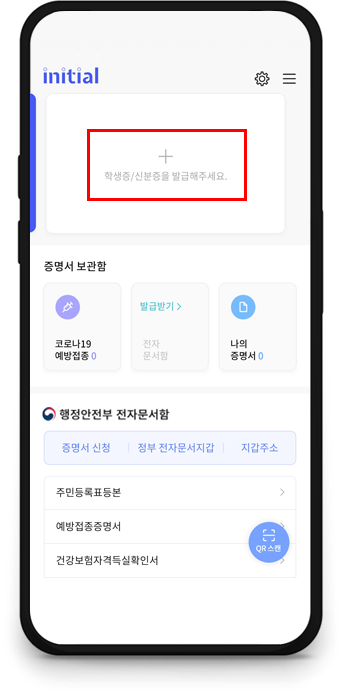 initial
학생증/신분증을 발급해주세요.
증명서 보관함
코로나19
예방접종 0
발급받기 >
전자
문서함
나의
증명서 0
행정안전부 전자문서함
증명서 신청
정부 전자문서지갑
지갑주소
주민등록표등본
예방접종증명서
QR 스캔
건강보험자격득실확인서